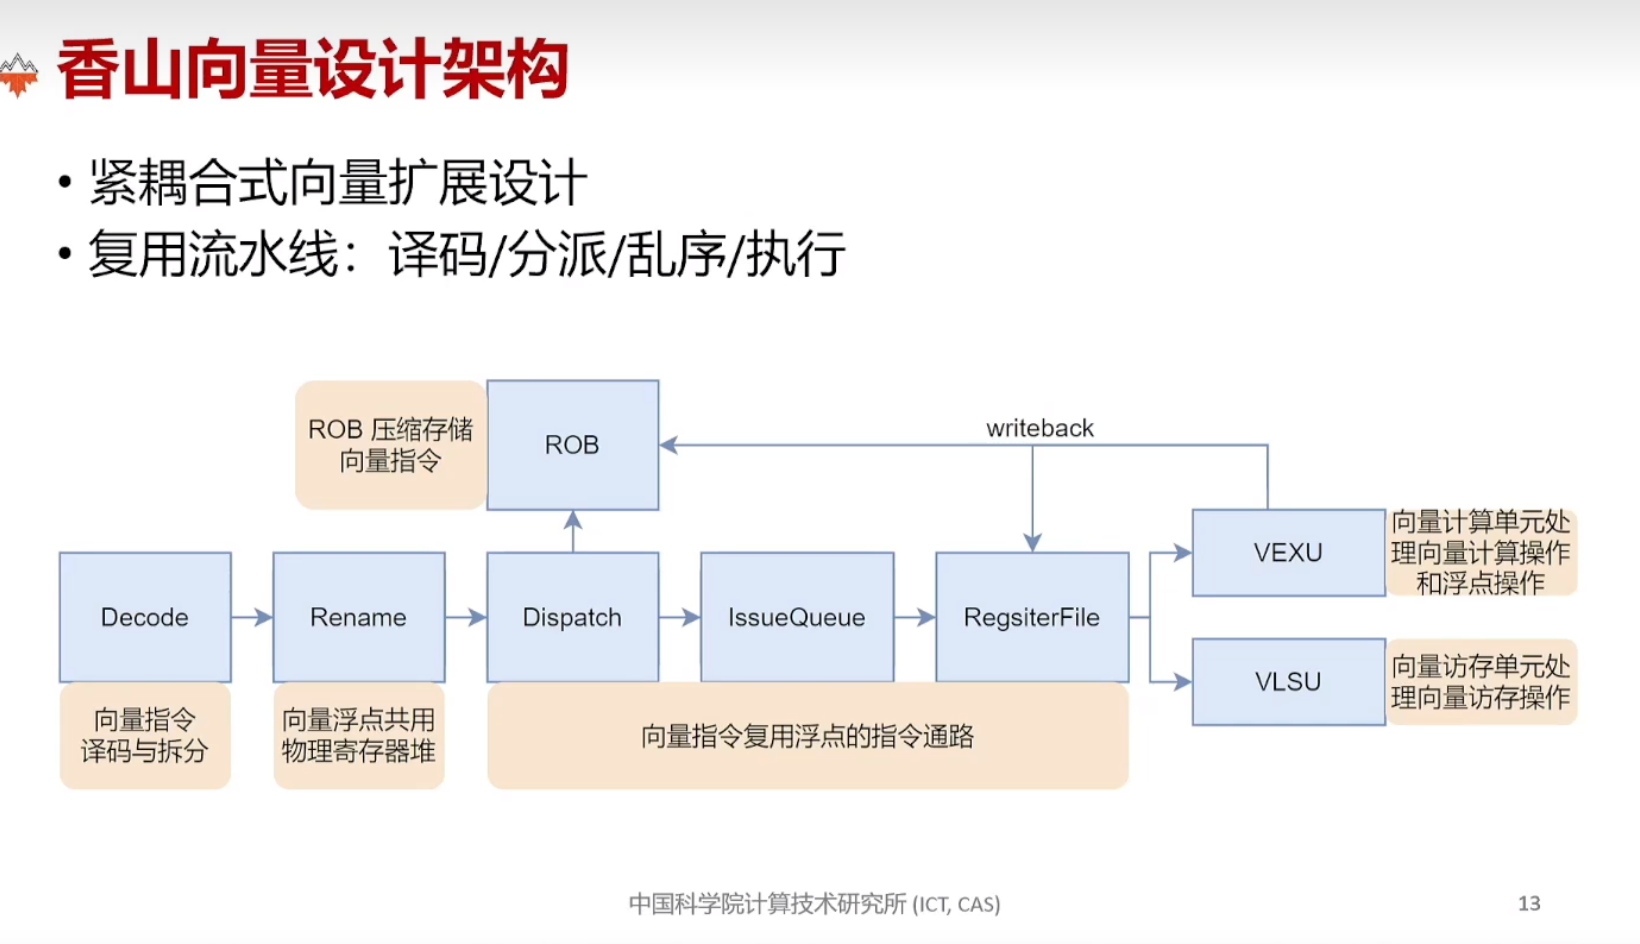 香山向量设计架构
• 紧耦合式向量扩展设计
• 复用流水线：译码/分派/乱序/执行
ROB 压缩存储
向量指令
ROB
writeback
Decode
Rename
Dispatch
IssueQueue
RegsiterFile
VEXU
向量计算单元处
理向量计算操作
和浮点操作
VLSU
向量访存单元处
理向量访存操作
向量指令
译码与拆分
向量浮点共用
物理寄存器堆
向量指令复用浮点的指令通路
中国科学院计算技术研究所 (ICT, CAS)
13